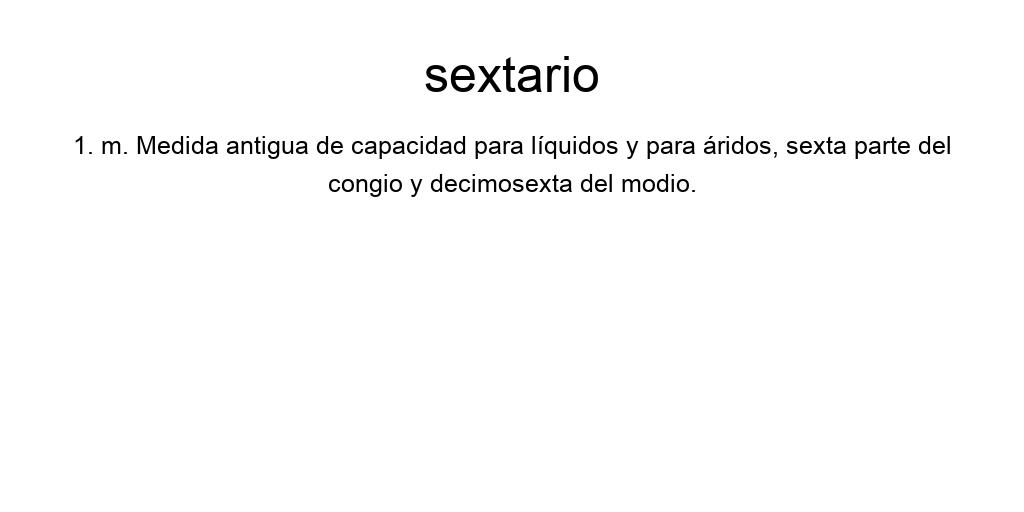 sextario
1. m. Medida antigua de capacidad para líquidos y para áridos, sexta parte del
congio y decimosexta del modio.